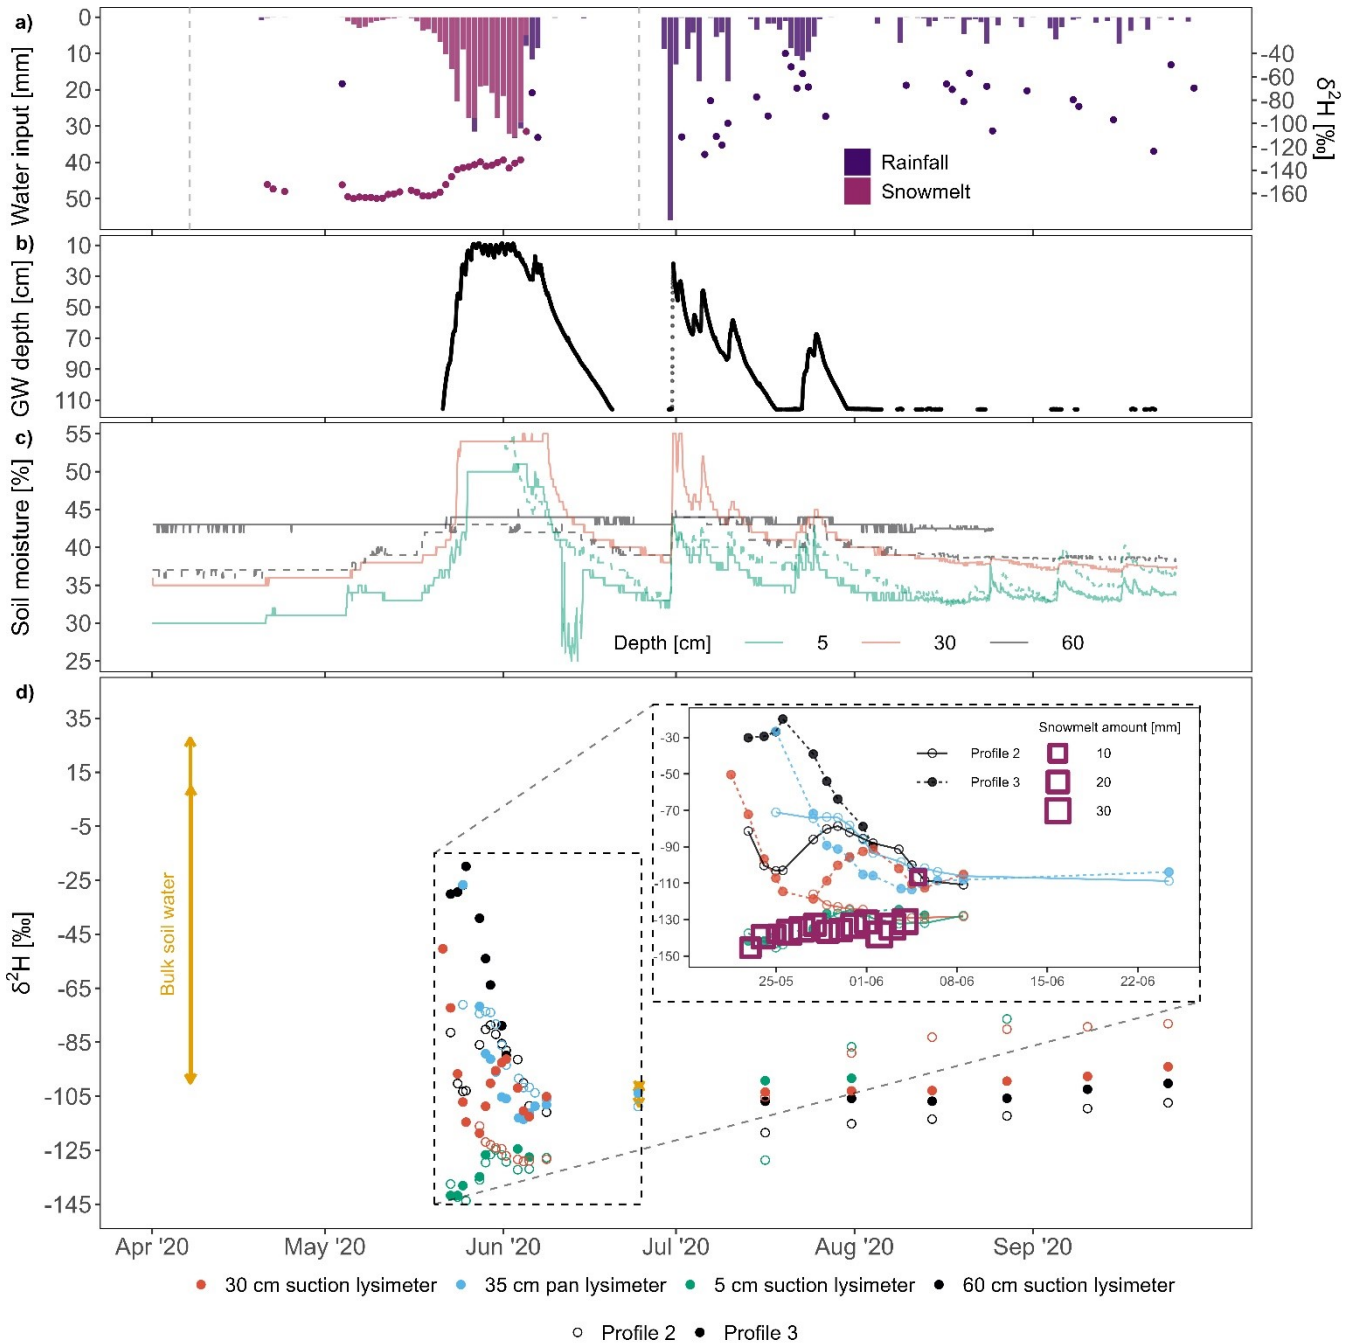 a)
0
10
20
30
40
50
Water input [mm]
-40
-60
-80
-100
-120
-140
-160
δ²H [‰]
Rainfall
Snowmelt
b)
10
30
50
70
90
110
GW depth [cm]
c)
55
50
45
40
35
30
25
Soil moisture [%]
Depth [cm] 5 30 60
d)
35
15
-5
-25
-45
-65
-85
-105
-125
-145
δ²H [‰]
Bulk soil water
-30
-50
-70
-90
-110
-130
-150
Snowmelt amount [mm]
Profile 2 10
Profile 3 20
30
25-05 01-06 08-06 15-06 22-06
Apr '20 May '20 Jun '20 Jul '20 Aug '20 Sep '20
30 cm suction lysimeter 35 cm pan lysimeter 5 cm suction lysimeter 60 cm suction lysimeter
Profile 2 Profile 3